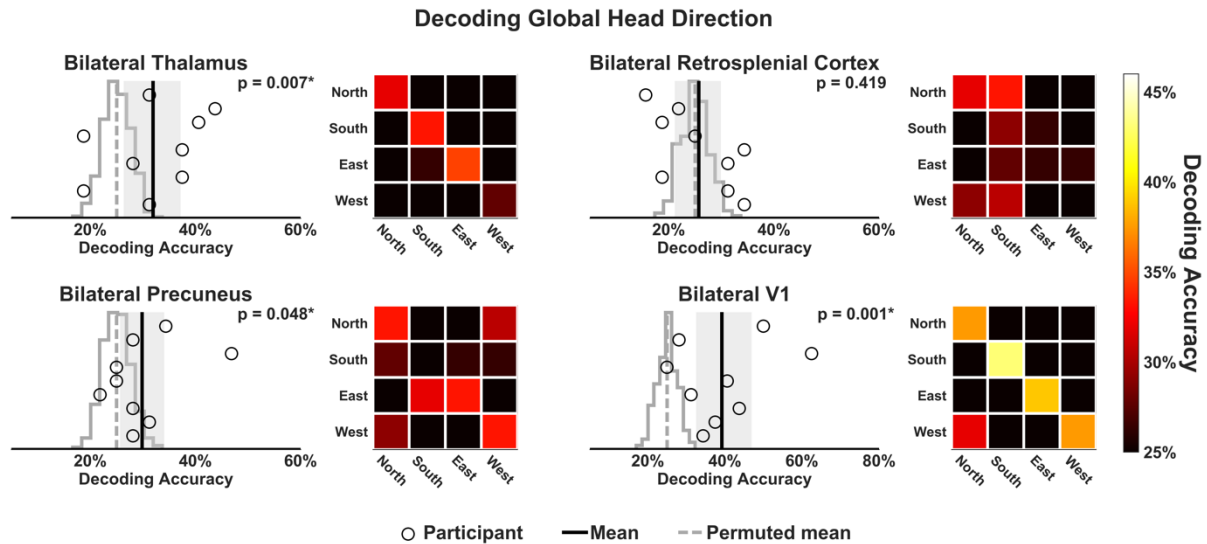 Decoding Global Head Direction
Bilateral Thalamus
p = 0.007*
20%
40%
60%
Decoding Accuracy
North
South
East
West
North
South
East
West
Bilateral Retrosplenial Cortex
p = 0.419
20%
40%
60%
Decoding Accuracy
North
South
East
West
North
South
East
West
Bilateral Precuneus
p = 0.048*
20%
40%
60%
Decoding Accuracy
North
South
East
West
North
South
East
West
Bilateral V1
p = 0.001*
20%
40%
60%
80%
Decoding Accuracy
North
South
East
West
North
South
East
West
45%
40%
35%
30%
25%
Decoding Accuracy
Participant
Mean
Permuted mean